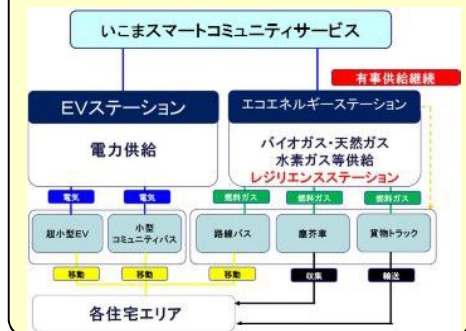 いこまスマートコミュニティサービス
有事供給継続
EVステーション
エコエネルギーステーション
電力供給
バイオガス・天然ガス
水素ガス等供給
レジリエンスステーション
電気
電気
燃料ガス
燃料ガス
燃料ガス
超小型EV
小型
コミュニティバス
路線バス
塵芥車
貨物トラック
移動
移動
移動
収集
輸送
各住宅エリア